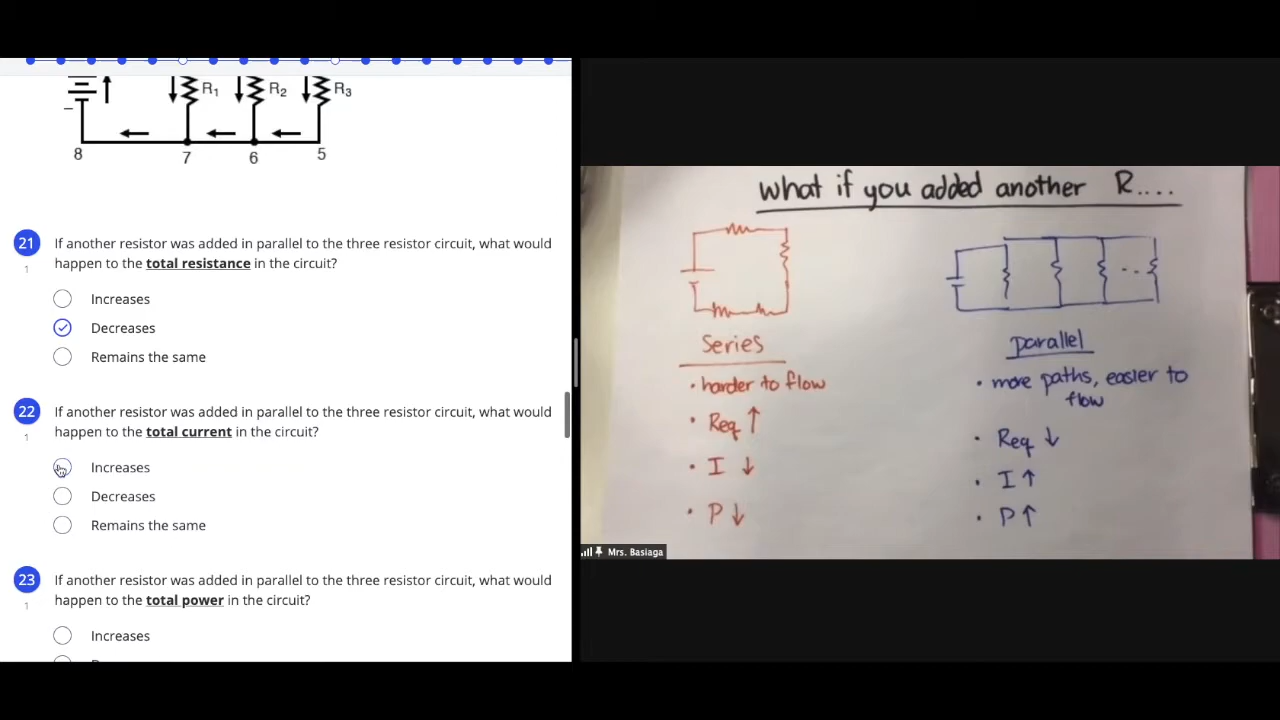 R1 R2 R3
−
8 7 6 5
21 If another resistor was added in parallel to the three resistor circuit, what would
1 happen to the total resistance in the circuit?
Increases
Decreases
Remains the same
22 If another resistor was added in parallel to the three resistor circuit, what would
1 happen to the total current in the circuit?
Increases
Decreases
Remains the same
23 If another resistor was added in parallel to the three resistor circuit, what would
1 happen to the total power in the circuit?
Increases
What if you added another R....
Series
• harder to flow
• Req ↑
• I ↓
• P ↓
parallel
• more paths, easier to
flow
• Req ↓
• I ↑
• P ↑
Mrs. Basiaga